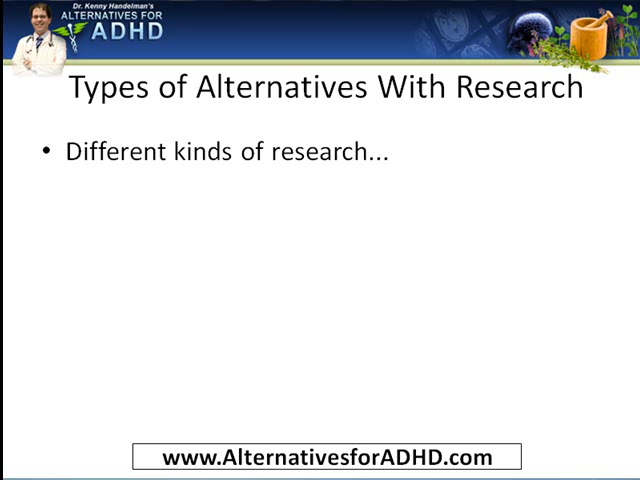 Dr. Kenny Handelman's
ALTERNATIVES FOR
ADHD
Types of Alternatives With Research
• Different kinds of research...
www.AlternativesforADHD.com